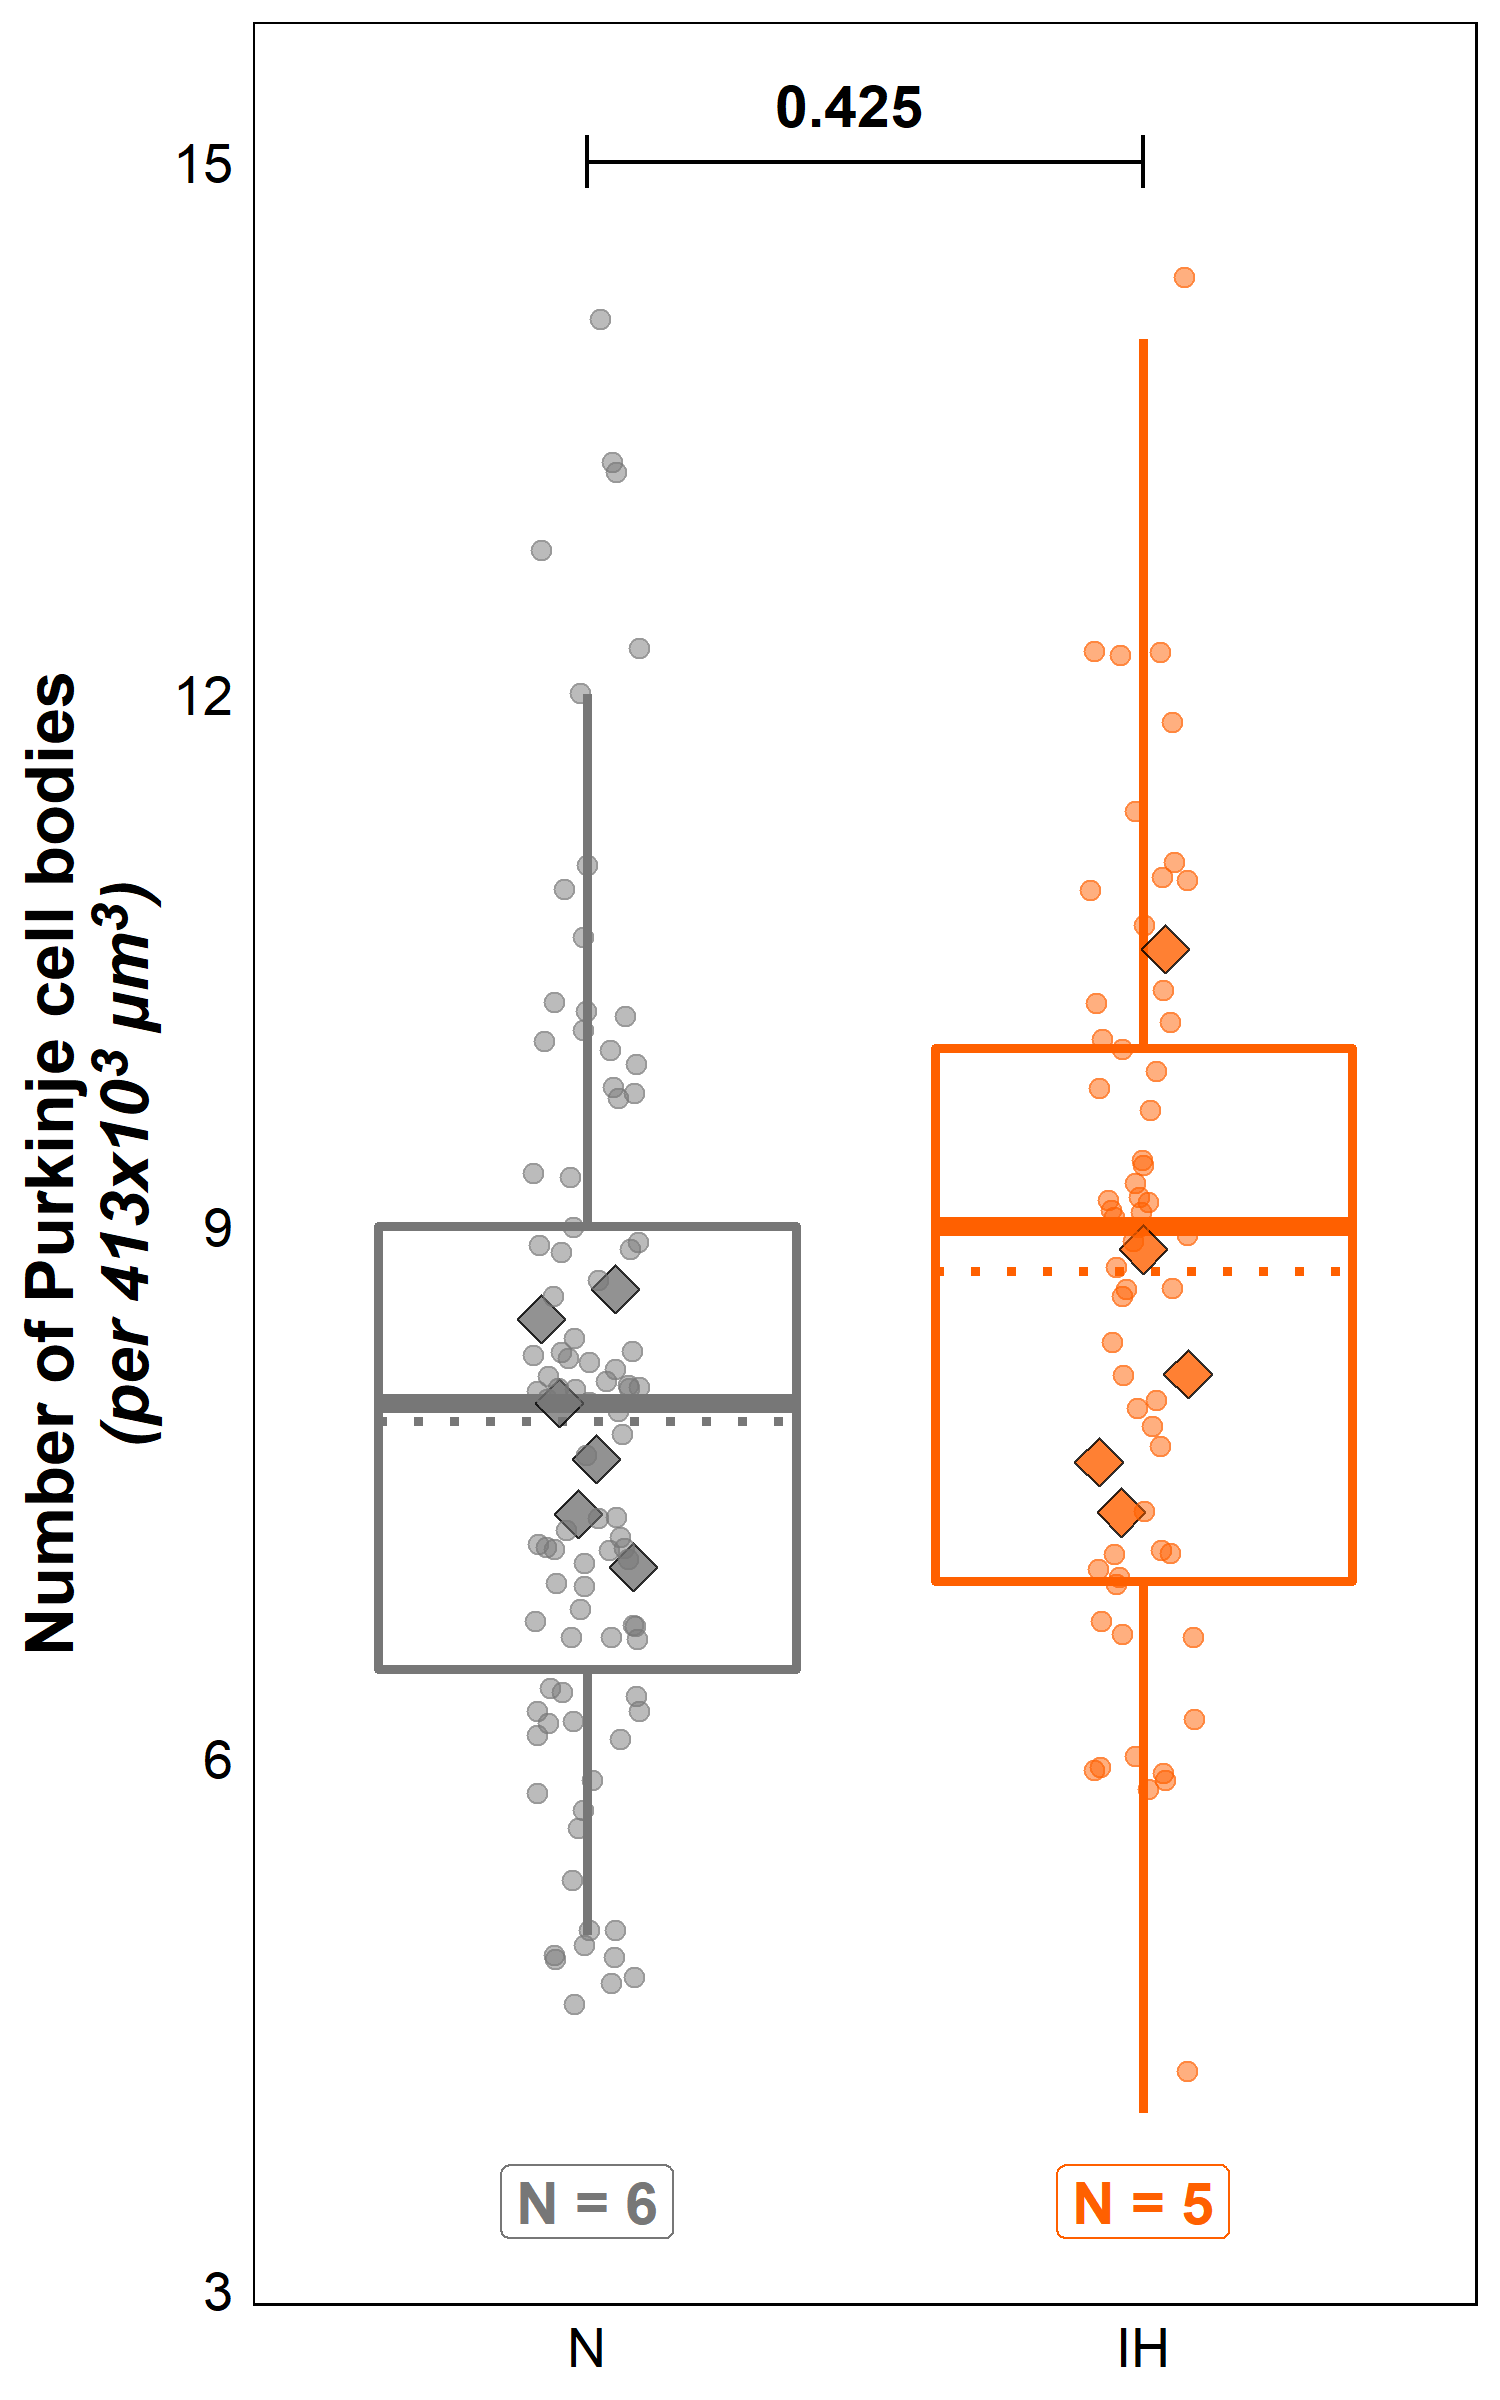 0.425
15
12
9
6
3
Number of Purkinje cell bodies
(per 413x10³ µm³)
N = 6
N = 5
N
IH